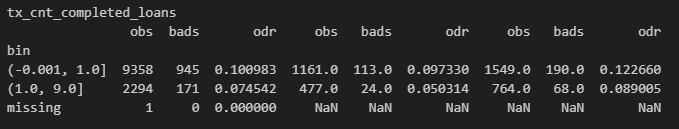 tx_cnt_completed_loans
obs bads odr obs bads odr obs bads odr
bin
(-0.001, 1.0] 9358 945 0.100983 1161.0 113.0 0.097330 1549.0 190.0 0.122660
(1.0, 9.0] 2294 171 0.074542 477.0 24.0 0.050314 764.0 68.0 0.089005
missing 1 0 0.000000 NaN NaN NaN NaN NaN NaN